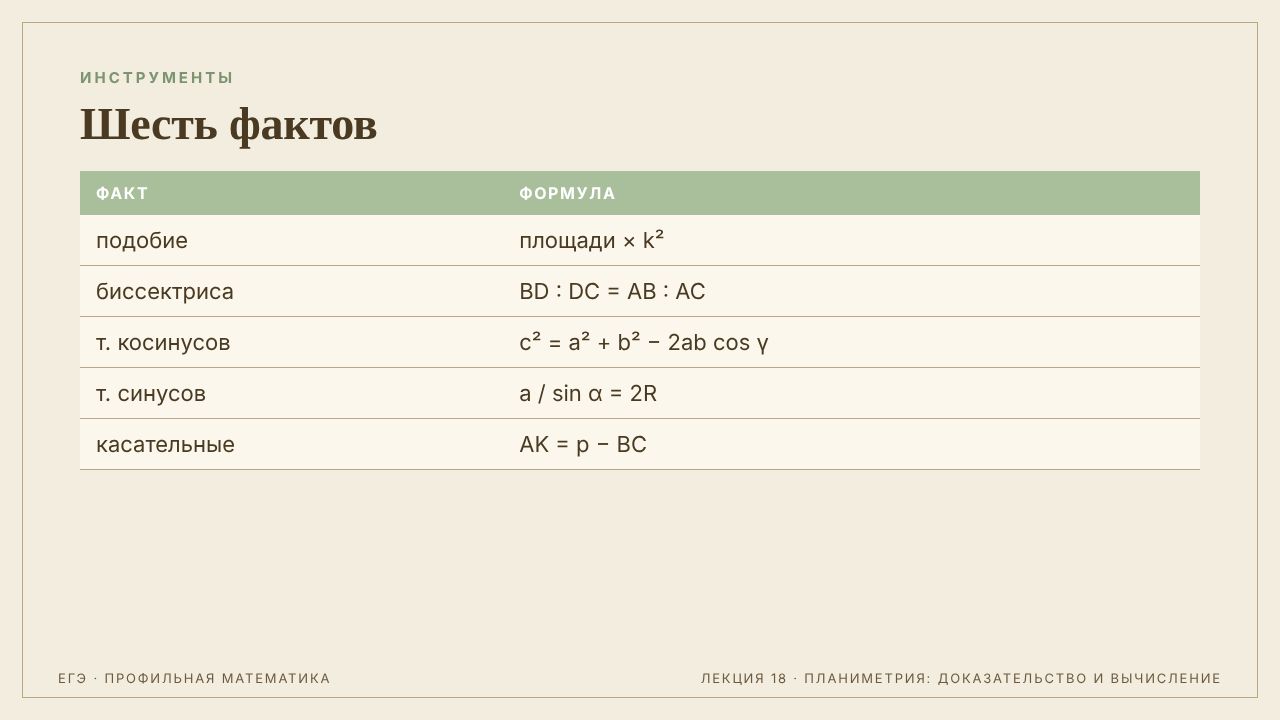 ИНСТРУМЕНТЫ
Шесть фактов
ФАКТ ФОРМУЛА
подобие площади × k²
биссектриса BD : DC = AB : AC
т. косинусов c² = a² + b² − 2ab cos γ
т. синусов a / sin α = 2R
касательные AK = p − BC
ЕГЭ · ПРОФИЛЬНАЯ МАТЕМАТИКА ЛЕКЦИЯ 18 · ПЛАНИМЕТРИЯ: ДОКАЗАТЕЛЬСТВО И ВЫЧИСЛЕНИЕ